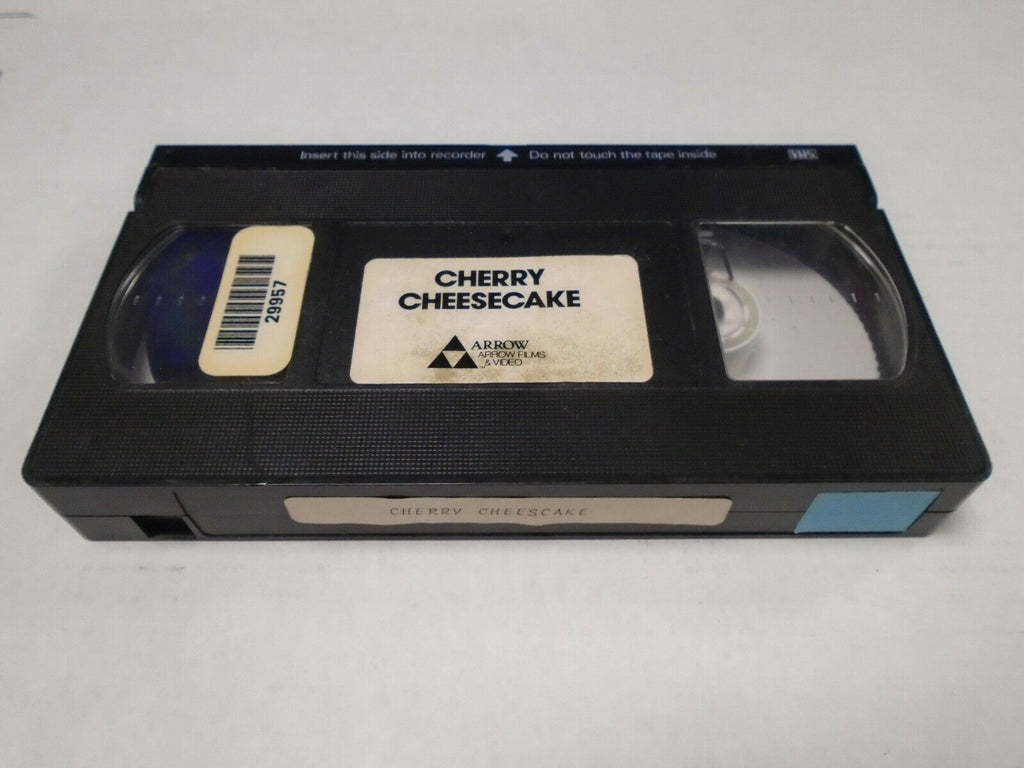 Insert this side into recorder Do not touch the tape inside VHS
29957
CHERRY
CHEESECAKE
ARROW
ARROW FILMS
& VIDEO
CHERRY CHEESCAKE